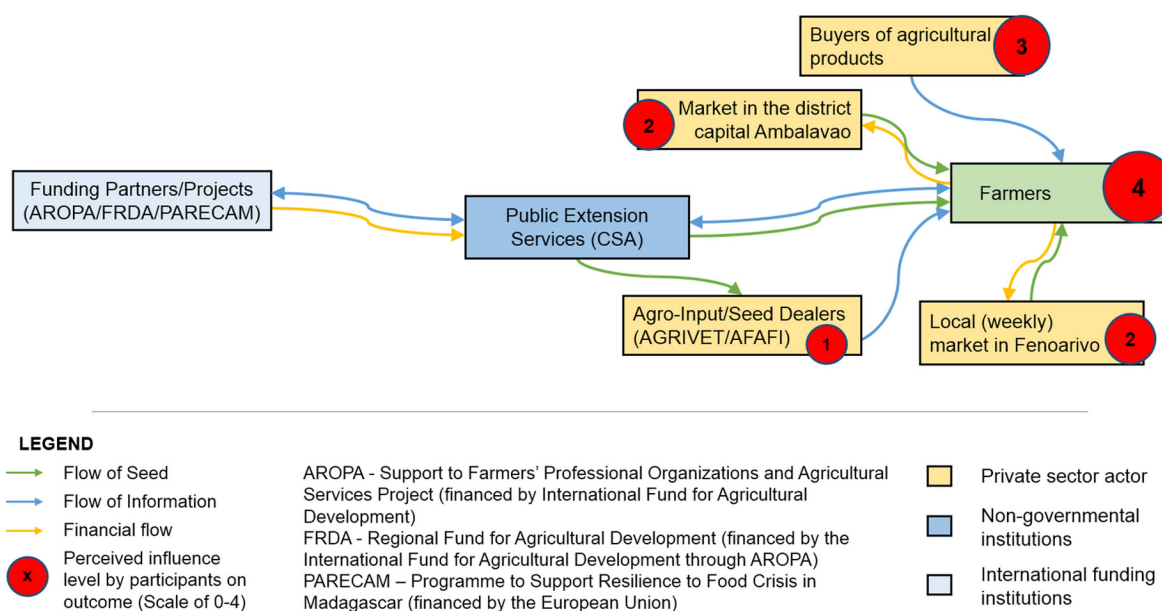 Buyers of agricultural
products
3
2
Market in the district
capital Ambalavao
Funding Partners/Projects
(AROPA/FRDA/PARECAM)
Public Extension
Services (CSA)
Farmers
4
Agro-Input/Seed Dealers
(AGRIVET/AFAFI)
1
Local (weekly)
market in Fenoarivo
2
LEGEND
Flow of Seed
Flow of Information
Financial flow
x
Perceived influence
level by participants on
outcome (Scale of 0-4)
AROPA - Support to Farmers’ Professional Organizations and Agricultural
Services Project (financed by International Fund for Agricultural
Development)
FRDA - Regional Fund for Agricultural Development (financed by the
International Fund for Agricultural Development through AROPA)
PARECAM – Programme to Support Resilience to Food Crisis in
Madagascar (financed by the European Union)
Private sector actor
Non-governmental
institutions
International funding
institutions